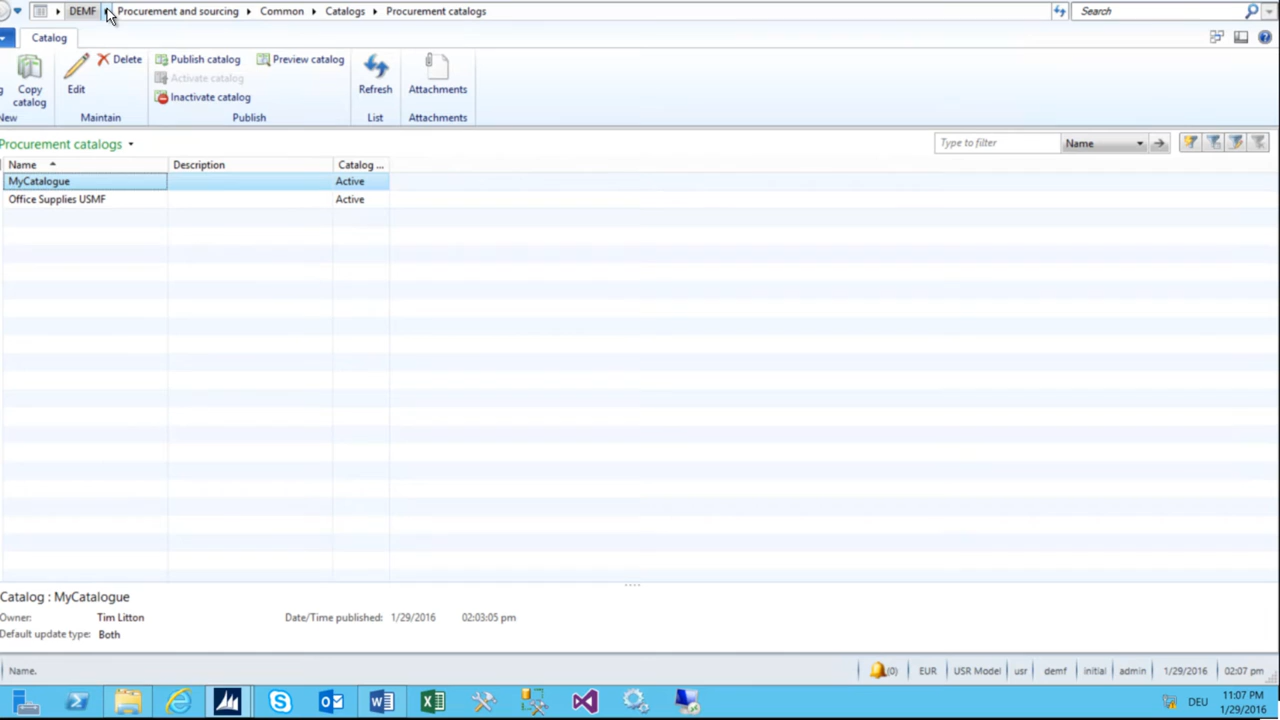 DEMF Procurement and sourcing Common Catalogs Procurement catalogs Search
Catalog
Copy catalog
Edit
Delete
Publish catalog
Preview catalog
Activate catalog
Inactivate catalog
Refresh
Attachments
New Maintain Publish List Attachments
Procurement catalogs
Type to filter Name
Name Description Catalog ...
MyCatalogue Active
Office Supplies USMF Active
Catalog : MyCatalogue
Owner: Tim Litton Date/Time published: 1/29/2016 02:03:05 pm
Default update type: Both
Name. (0) EUR USR Model usr demf initial admin 1/29/2016 02:07 pm
DEU 11:07 PM
1/29/2016